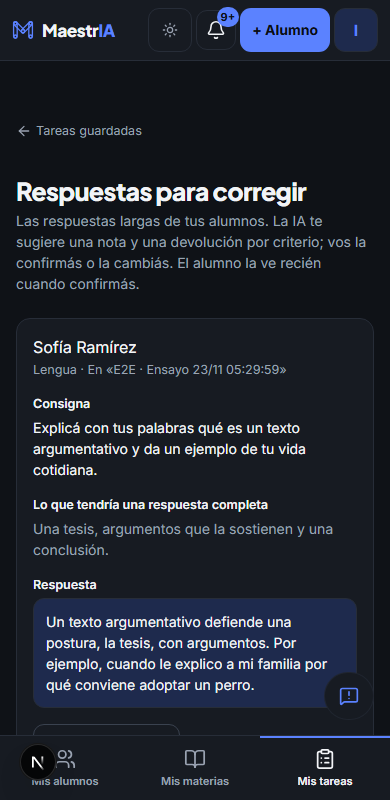 MaestrIA
9+
+ Alumno
I
← Tareas guardadas
Respuestas para corregir
Las respuestas largas de tus alumnos. La IA te
sugiere una nota y una devolución por criterio; vos la
confirmás o la cambiás. El alumno la ve recién
cuando confirmás.
Sofía Ramírez
Lengua · En «E2E · Ensayo 23/11 05:29:59»
Consigna
Explicá con tus palabras qué es un texto
argumentativo y da un ejemplo de tu vida
cotidiana.
Lo que tendría una respuesta completa
Una tesis, argumentos que la sostienen y una
conclusión.
Respuesta
Un texto argumentativo defiende una
postura, la tesis, con argumentos. Por
ejemplo, cuando le explico a mi familia por
qué conviene adoptar un perro.
N
Mis alumnos
Mis materias
Mis tareas